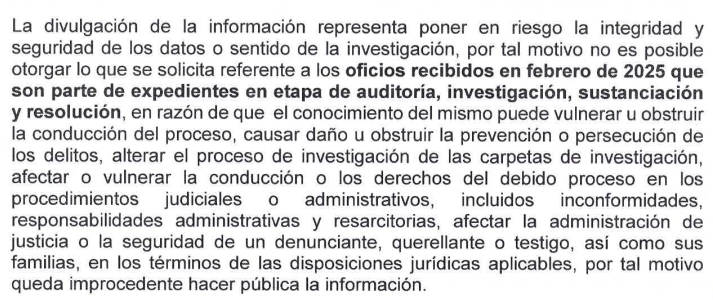 La divulgación de la información representa poner en riesgo la integridad y
seguridad de los datos o sentido de la investigación, por tal motivo no es posible
otorgar lo que se solicita referente a los oficios recibidos en febrero de 2025 que
son parte de expedientes en etapa de auditoría, investigación, sustanciación
y resolución, en razón de que el conocimiento del mismo puede vulnerar u obstruir
la conducción del proceso, causar daño u obstruir la prevención o persecución de
los delitos, alterar el proceso de investigación de las carpetas de investigación,
afectar o vulnerar la conducción o los derechos del debido proceso en los
procedimientos judiciales o administrativos, incluidos inconformidades,
responsabilidades administrativas y resarcitorias, afectar la administración de
justicia o la seguridad de un denunciante, querellante o testigo, así como sus
familias, en los términos de las disposiciones jurídicas aplicables, por tal motivo
queda improcedente hacer pública la información.